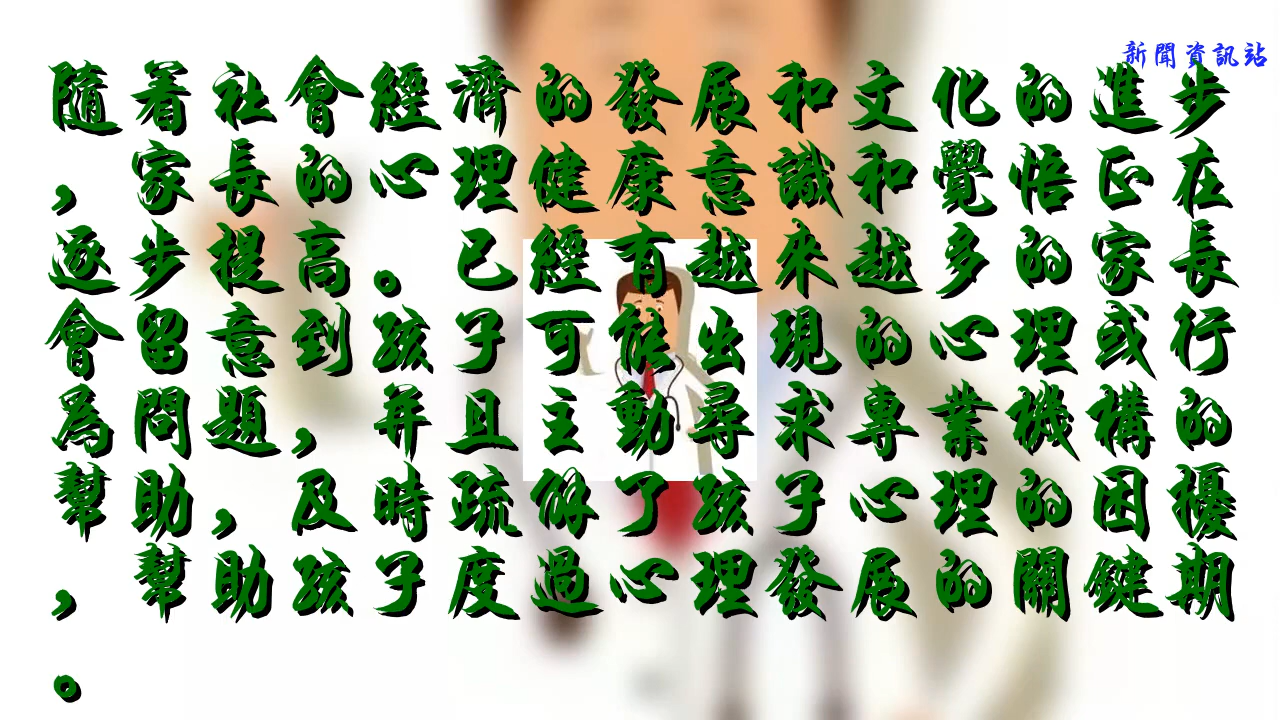 新聞資訊站
隨着社會經濟的發展和文化的進步
，家長的心理健康意識和覺悟正在
逐步提高。已經有越來越多的家長
會留意到孩子可能出現的心理或行
為問題，并且主動尋求專業機構的
幫助，及時疏解了孩子心理的困擾
，幫助孩子度過心理發展的關鍵期
。